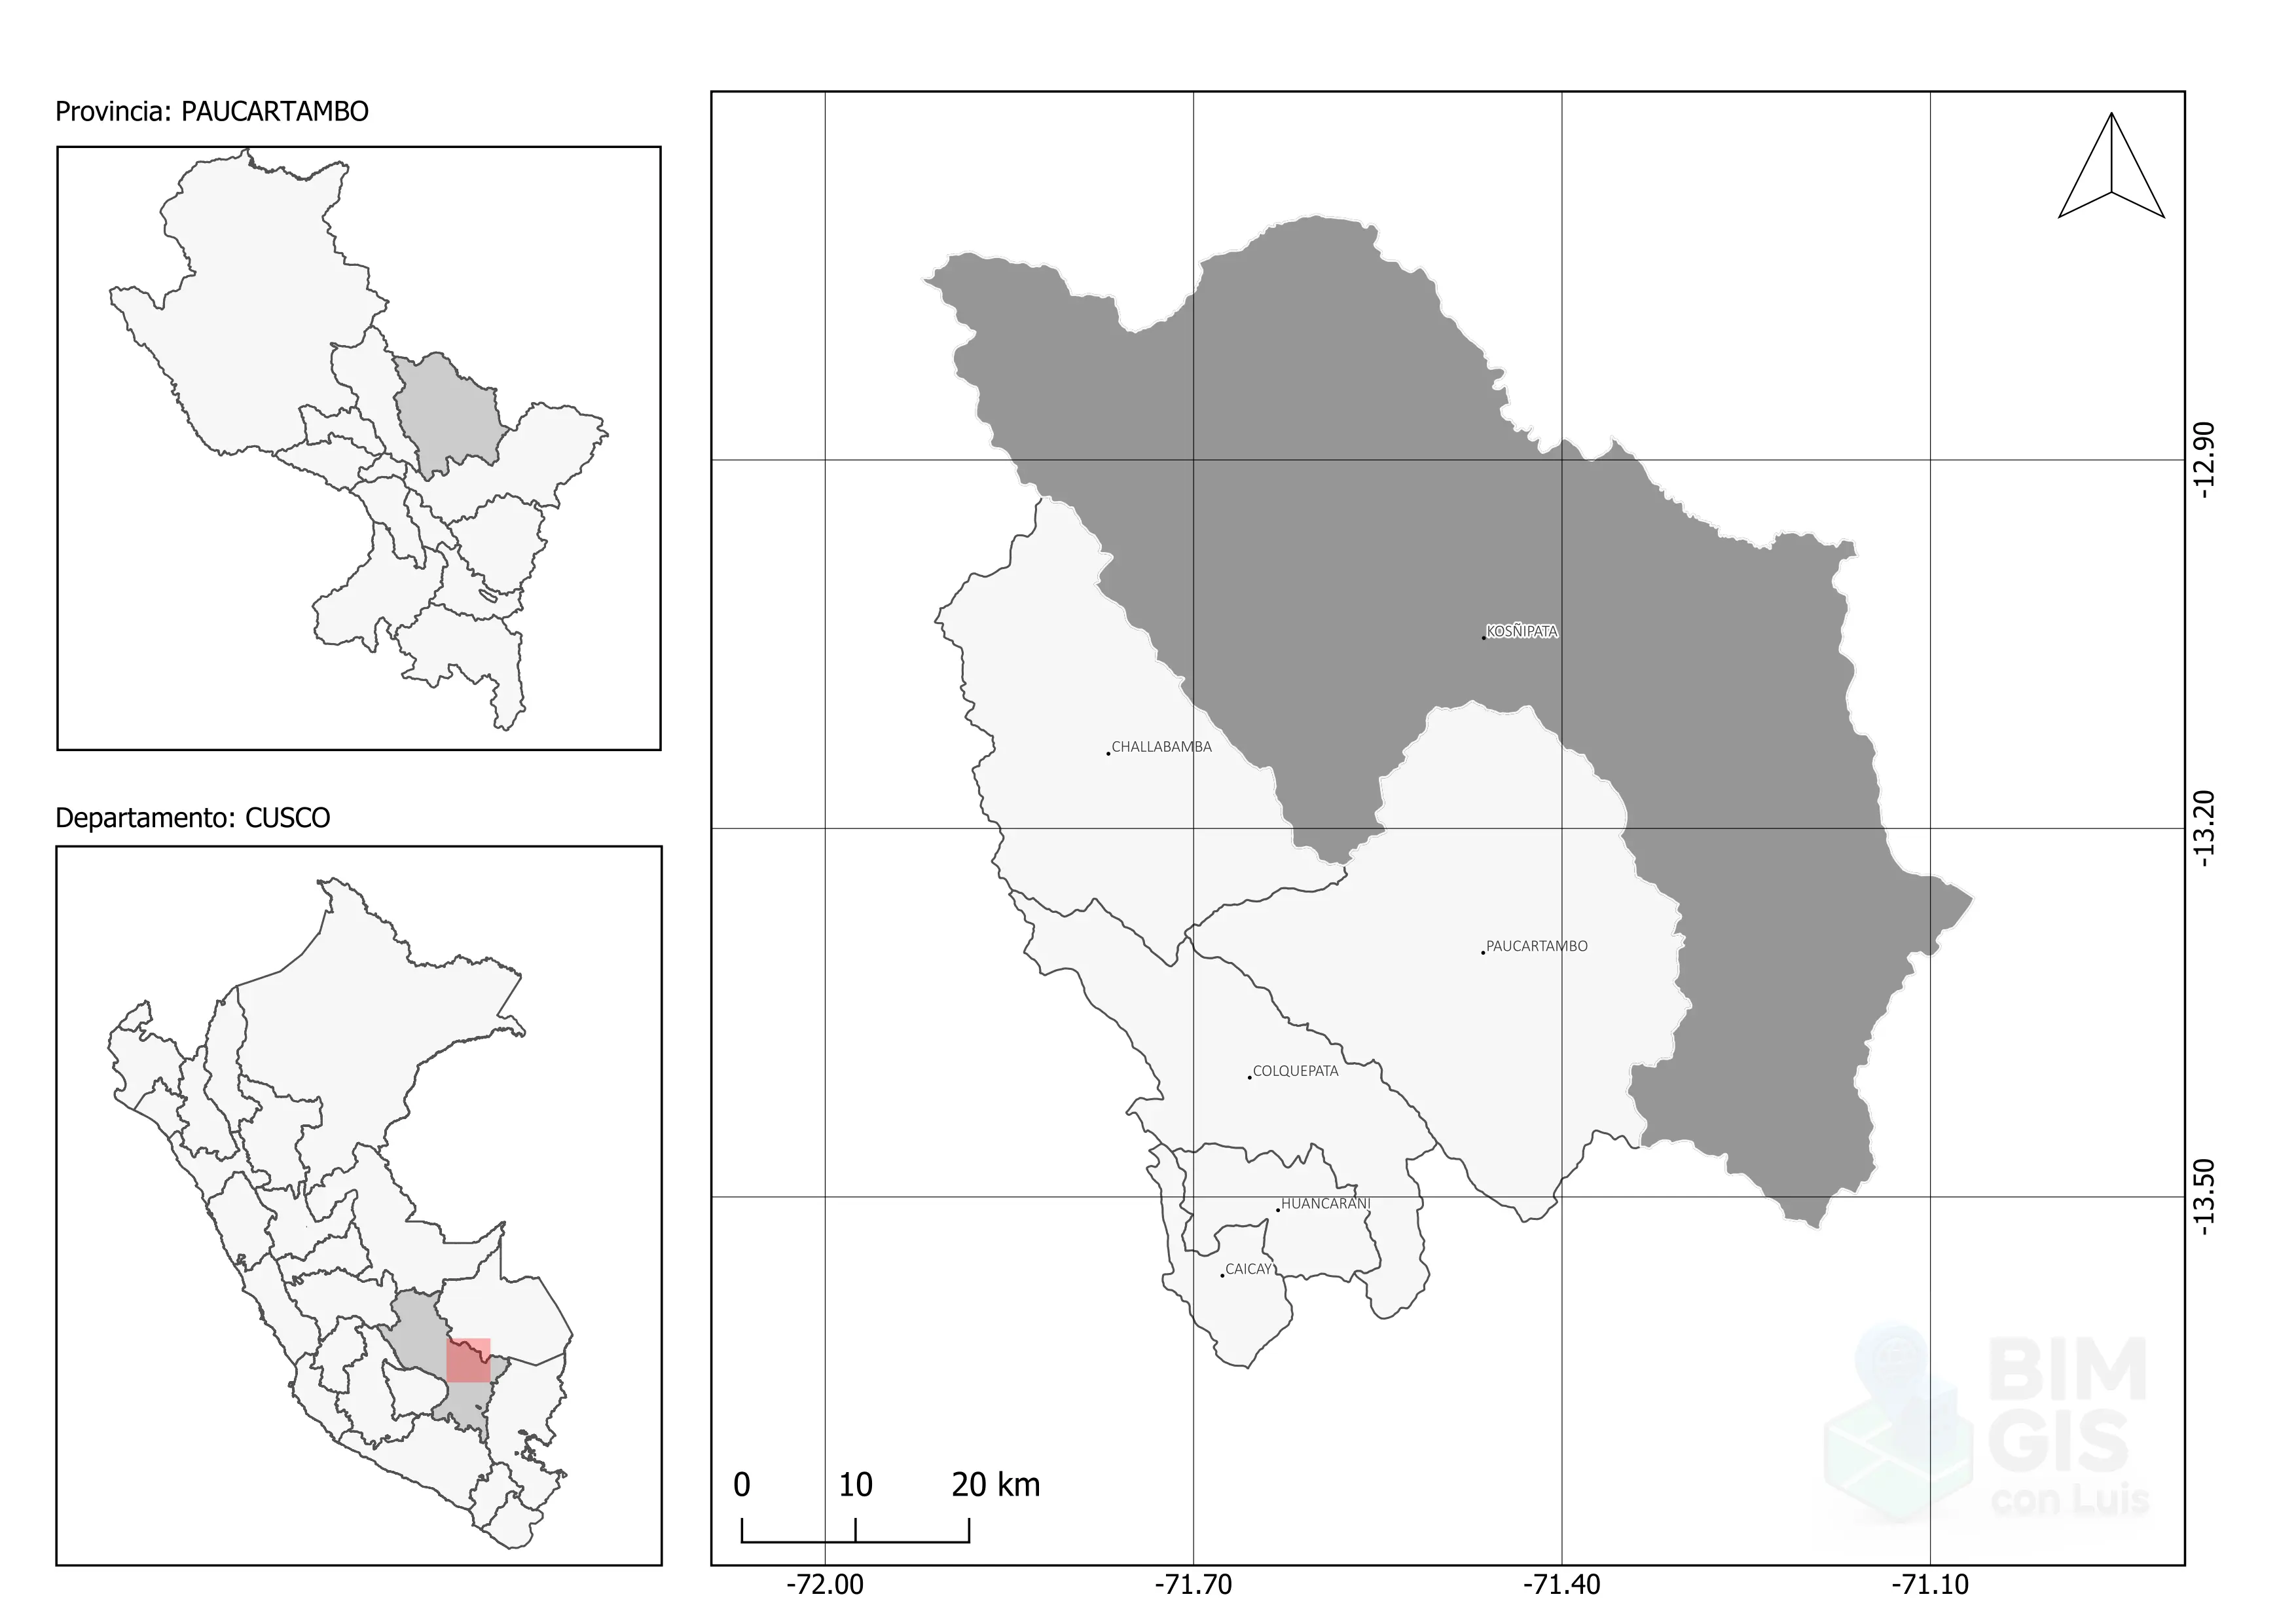 Provincia: PAUCARTAMBO
Departamento: CUSCO
KOSÑIPATA
CHALLABAMBA
PAUCARTAMBO
COLQUEPATA
HUANCARANI
CAICAY
-12.90
-13.20
-13.50
0 10 20 km
-72.00 -71.70 -71.40 -71.10
BIM
GIS
con Luis